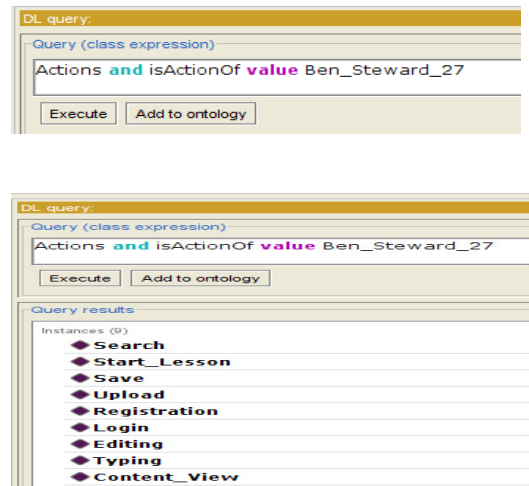 DL query:
Query (class expression)
Actions and isActionOf value Ben_Steward_27
Execute Add to ontology
DL query:
Query (class expression)
Actions and isActionOf value Ben_Steward_27
Execute Add to ontology
Query results
Instances (9)
Search
Start_Lesson
Save
Upload
Registration
Login
Editing
Typing
Content_View